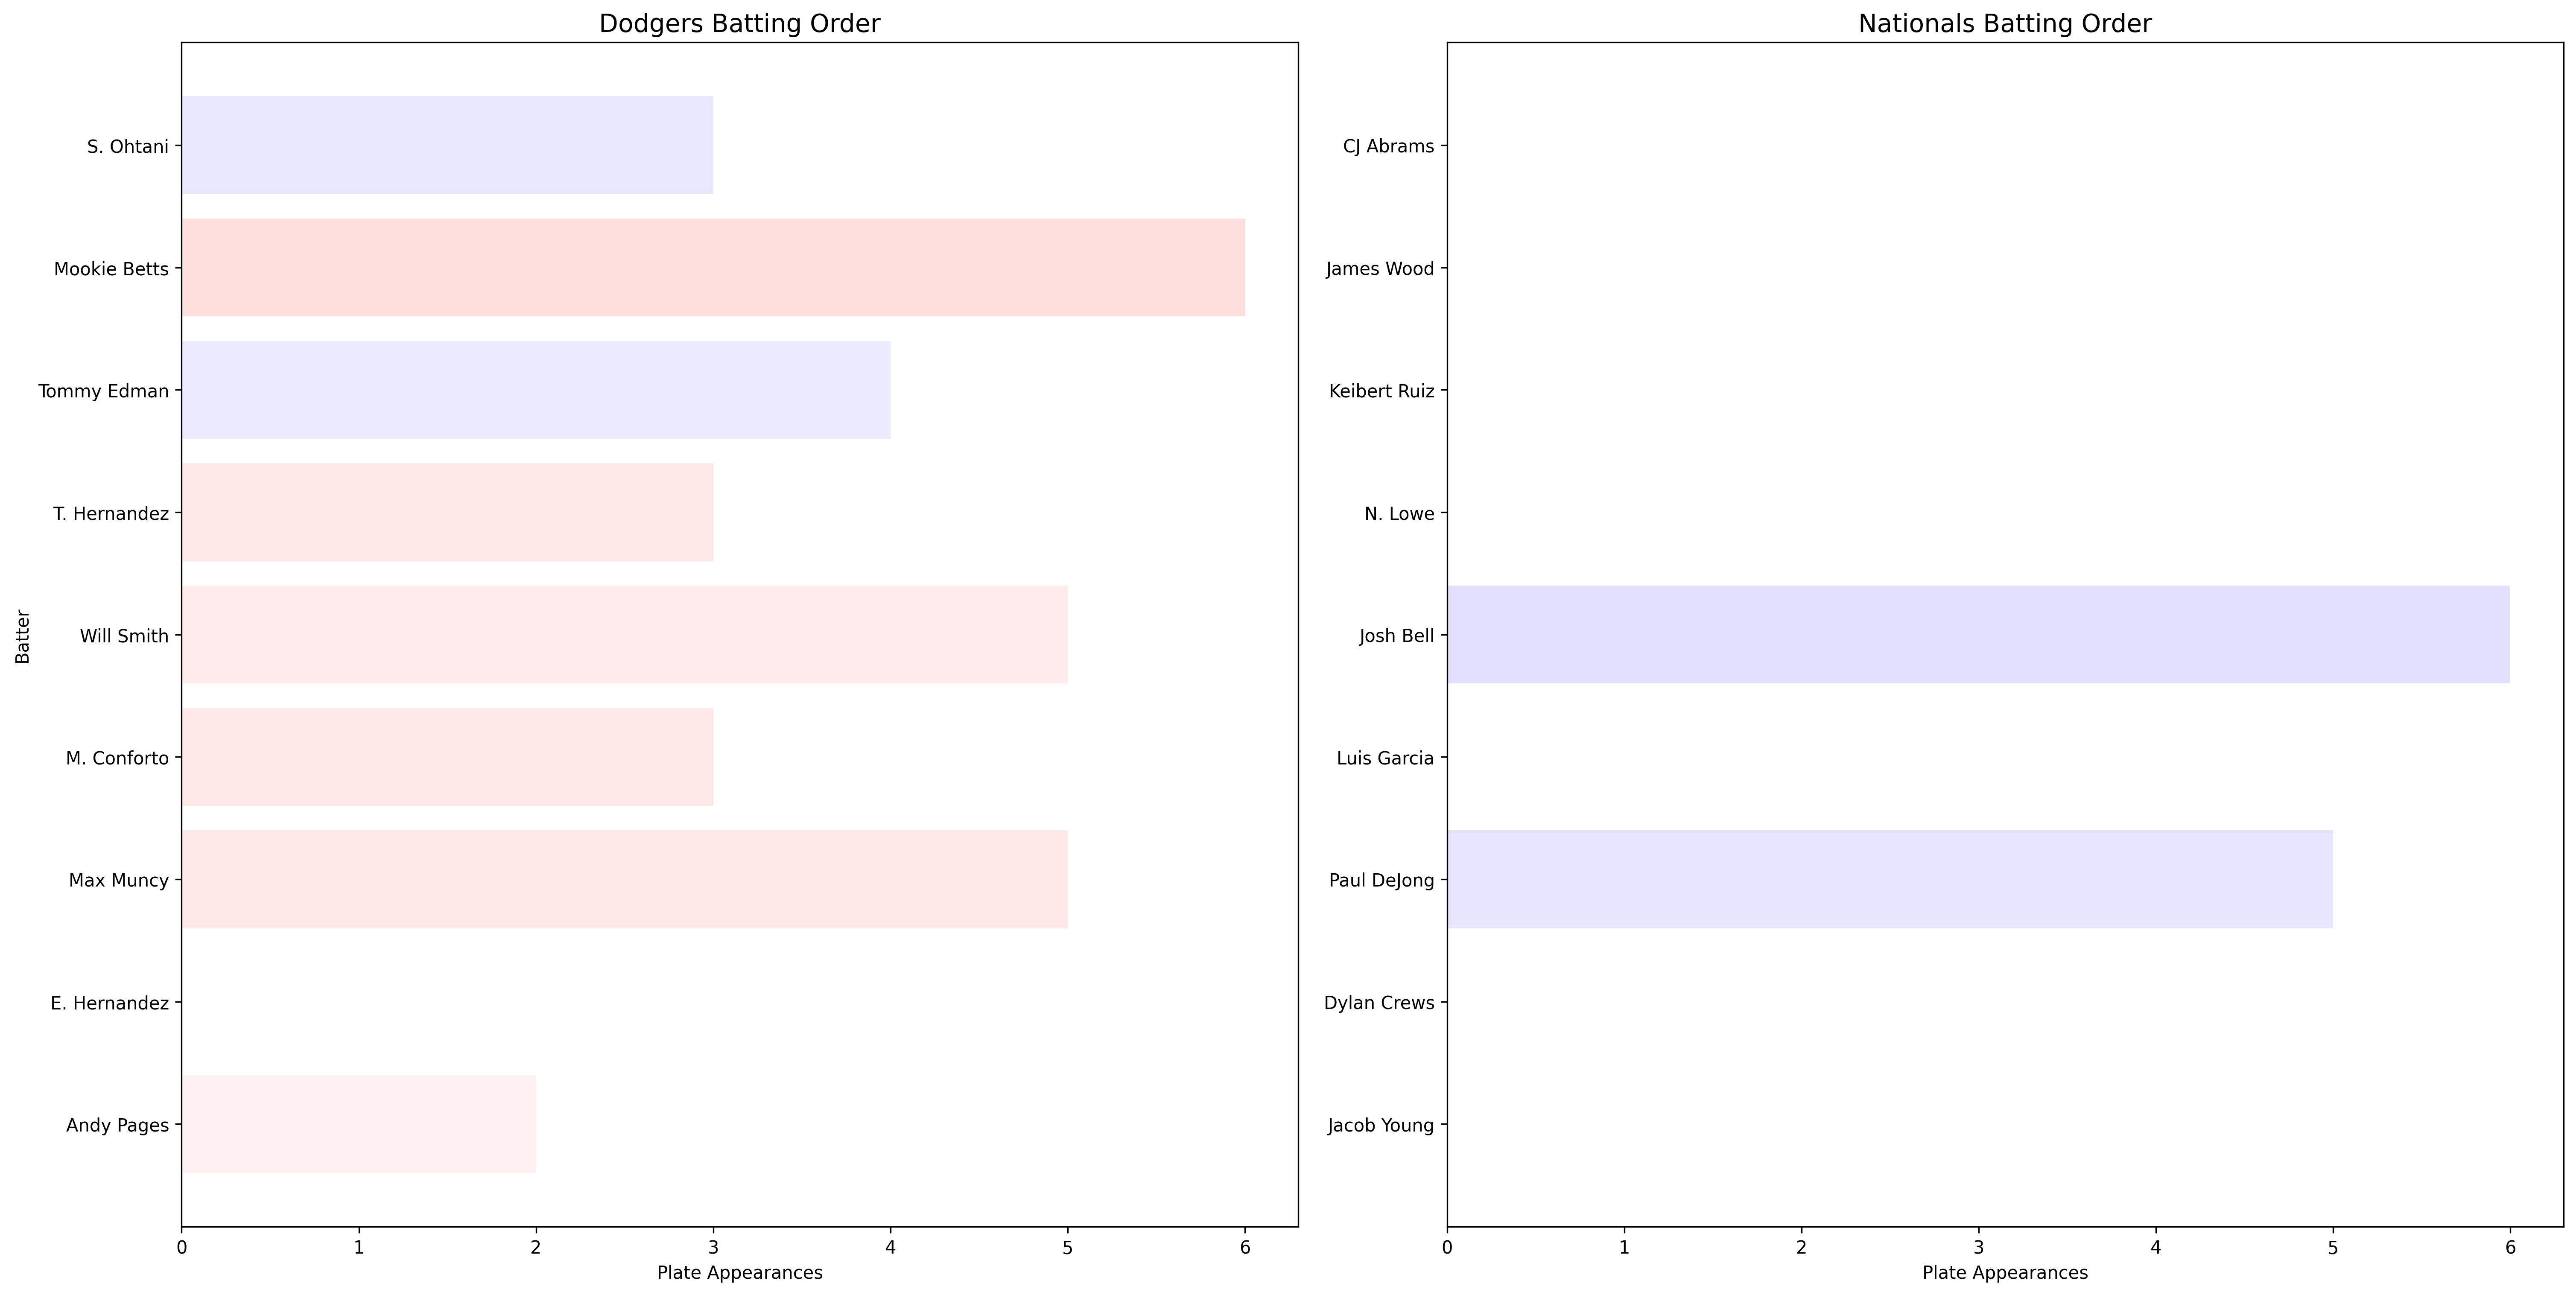 Dodgers Batting Order
Batter
S. Ohtani
Mookie Betts
Tommy Edman
T. Hernandez
Will Smith
M. Conforto
Max Muncy
E. Hernandez
Andy Pages
0 1 2 3 4 5 6
Plate Appearances
Nationals Batting Order
CJ Abrams
James Wood
Keibert Ruiz
N. Lowe
Josh Bell
Luis Garcia
Paul DeJong
Dylan Crews
Jacob Young
0 1 2 3 4 5 6
Plate Appearances